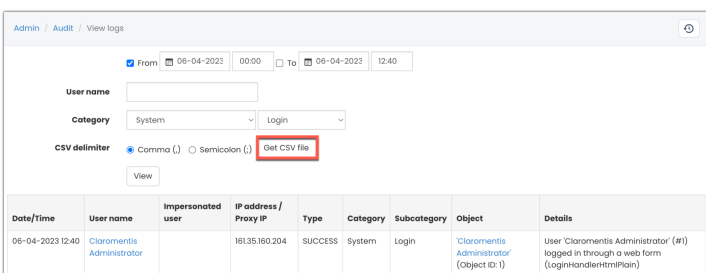 Admin / Audit / View logs
From 06-04-2023 00:00 To 06-04-2023 12:40
User name
Category System Login
CSV delimiter Comma (,) Semicolon (;) Get CSV file
View
Date/Time User name Impersonated user IP address / Proxy IP Type Category Subcategory Object Details
06-04-2023 12:40 Claromentis Administrator 161.35.160.204 SUCCESS System Login 'Claromentis Administrator' (Object ID: 1) User 'Claromentis Administrator' (#1) logged in through a web form (LoginHandlerHtmlPlain)